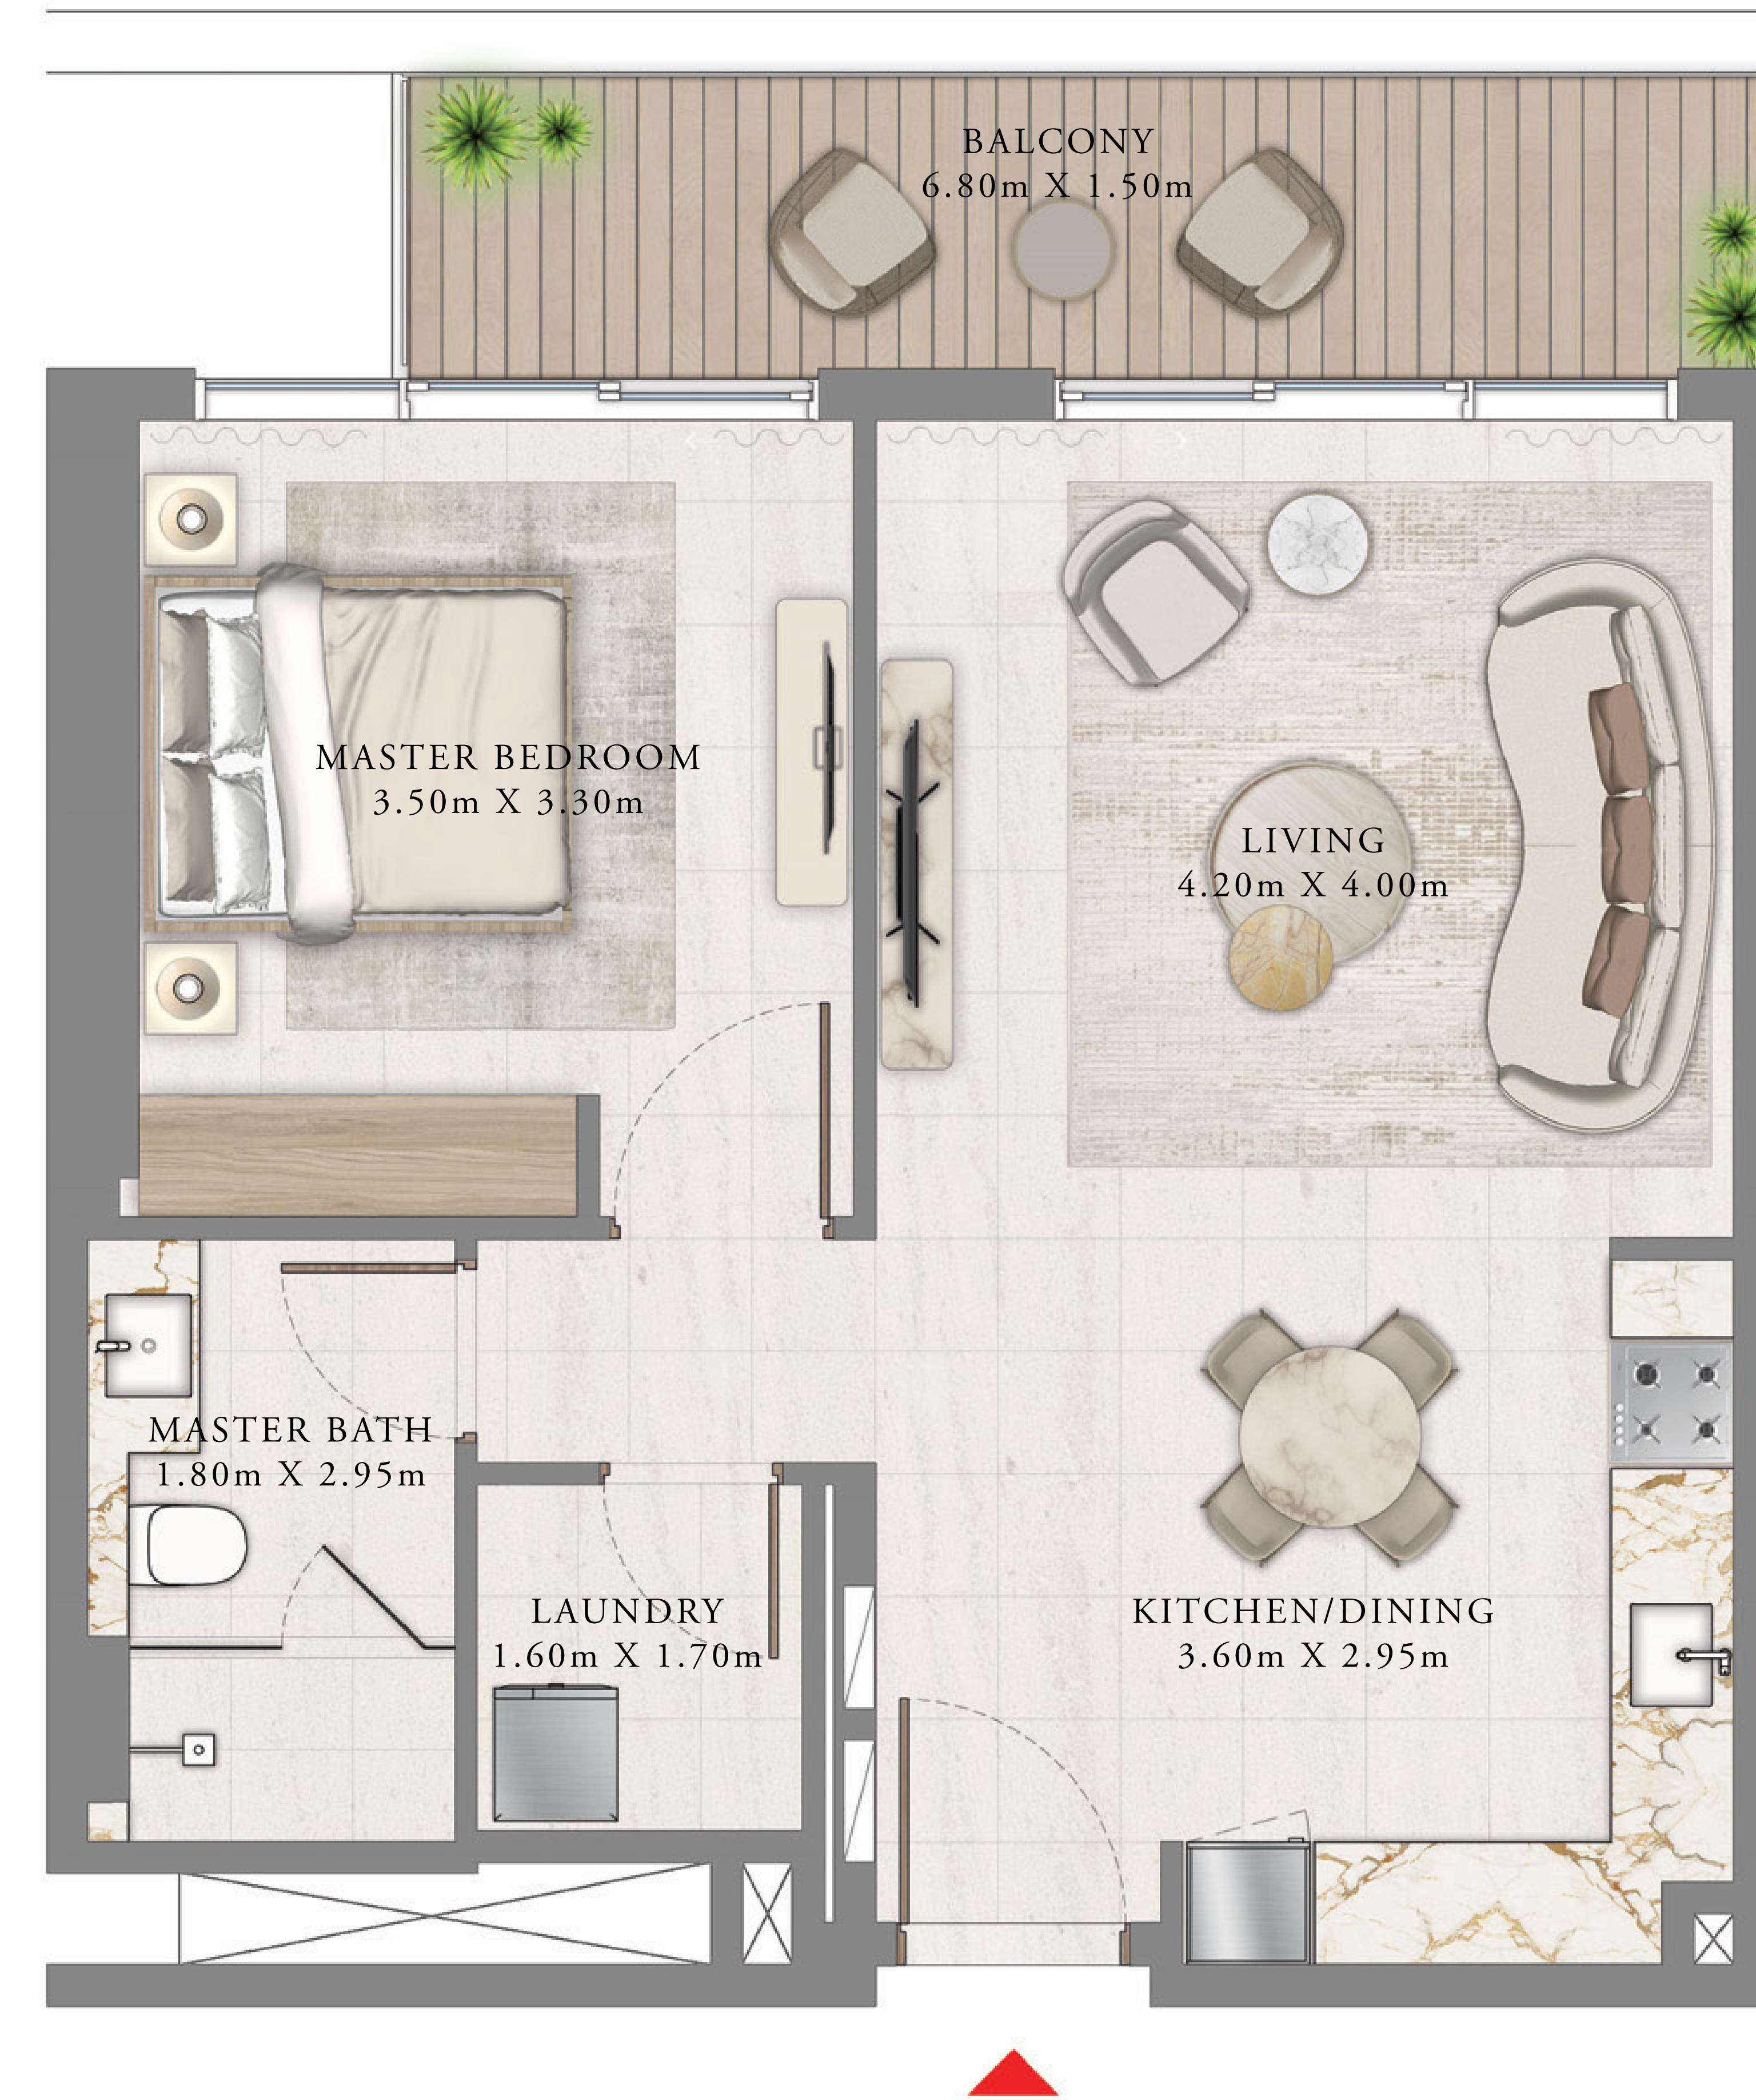 BALCONY
6.80m X 1.50m
MASTER BEDROOM
3.50m X 3.30m
LIVING
4.20m X 4.00m
MASTER BATH
1.80m X 2.95m
LAUNDRY
1.60m X 1.70m
KITCHEN/DINING
3.60m X 2.95m